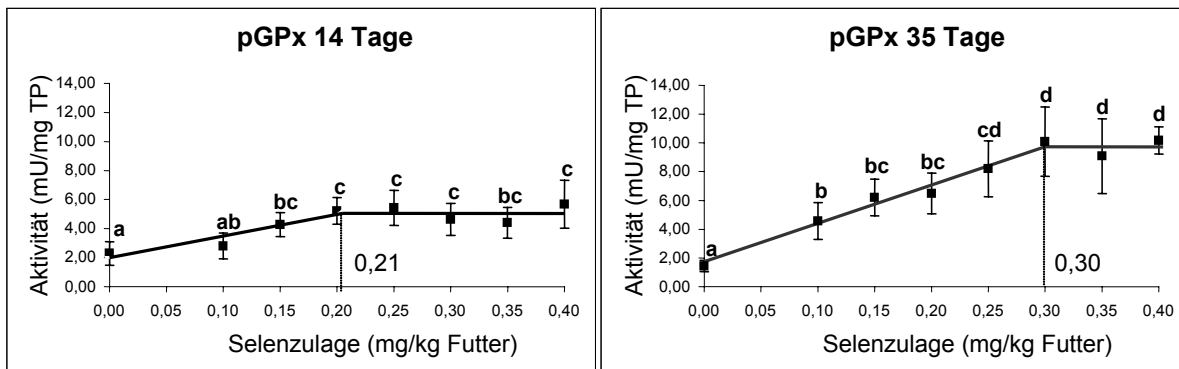 pGPx 14 Tage
Aktivität (mU/mg TP)
14,00
12,00
10,00
8,00
6,00
4,00
2,00
0,00
a
ab
bc
c
c
c
bc
c
0,21
0,00 0,05 0,10 0,15 0,20 0,25 0,30 0,35 0,40
Selenzulage (mg/kg Futter)
pGPx 35 Tage
Aktivität (mU/mg TP)
14,00
12,00
10,00
8,00
6,00
4,00
2,00
0,00
a
b
bc
bc
cd
d
d
d
0,30
0,00 0,05 0,10 0,15 0,20 0,25 0,30 0,35 0,40
Selenzulage (mg/kg Futter)